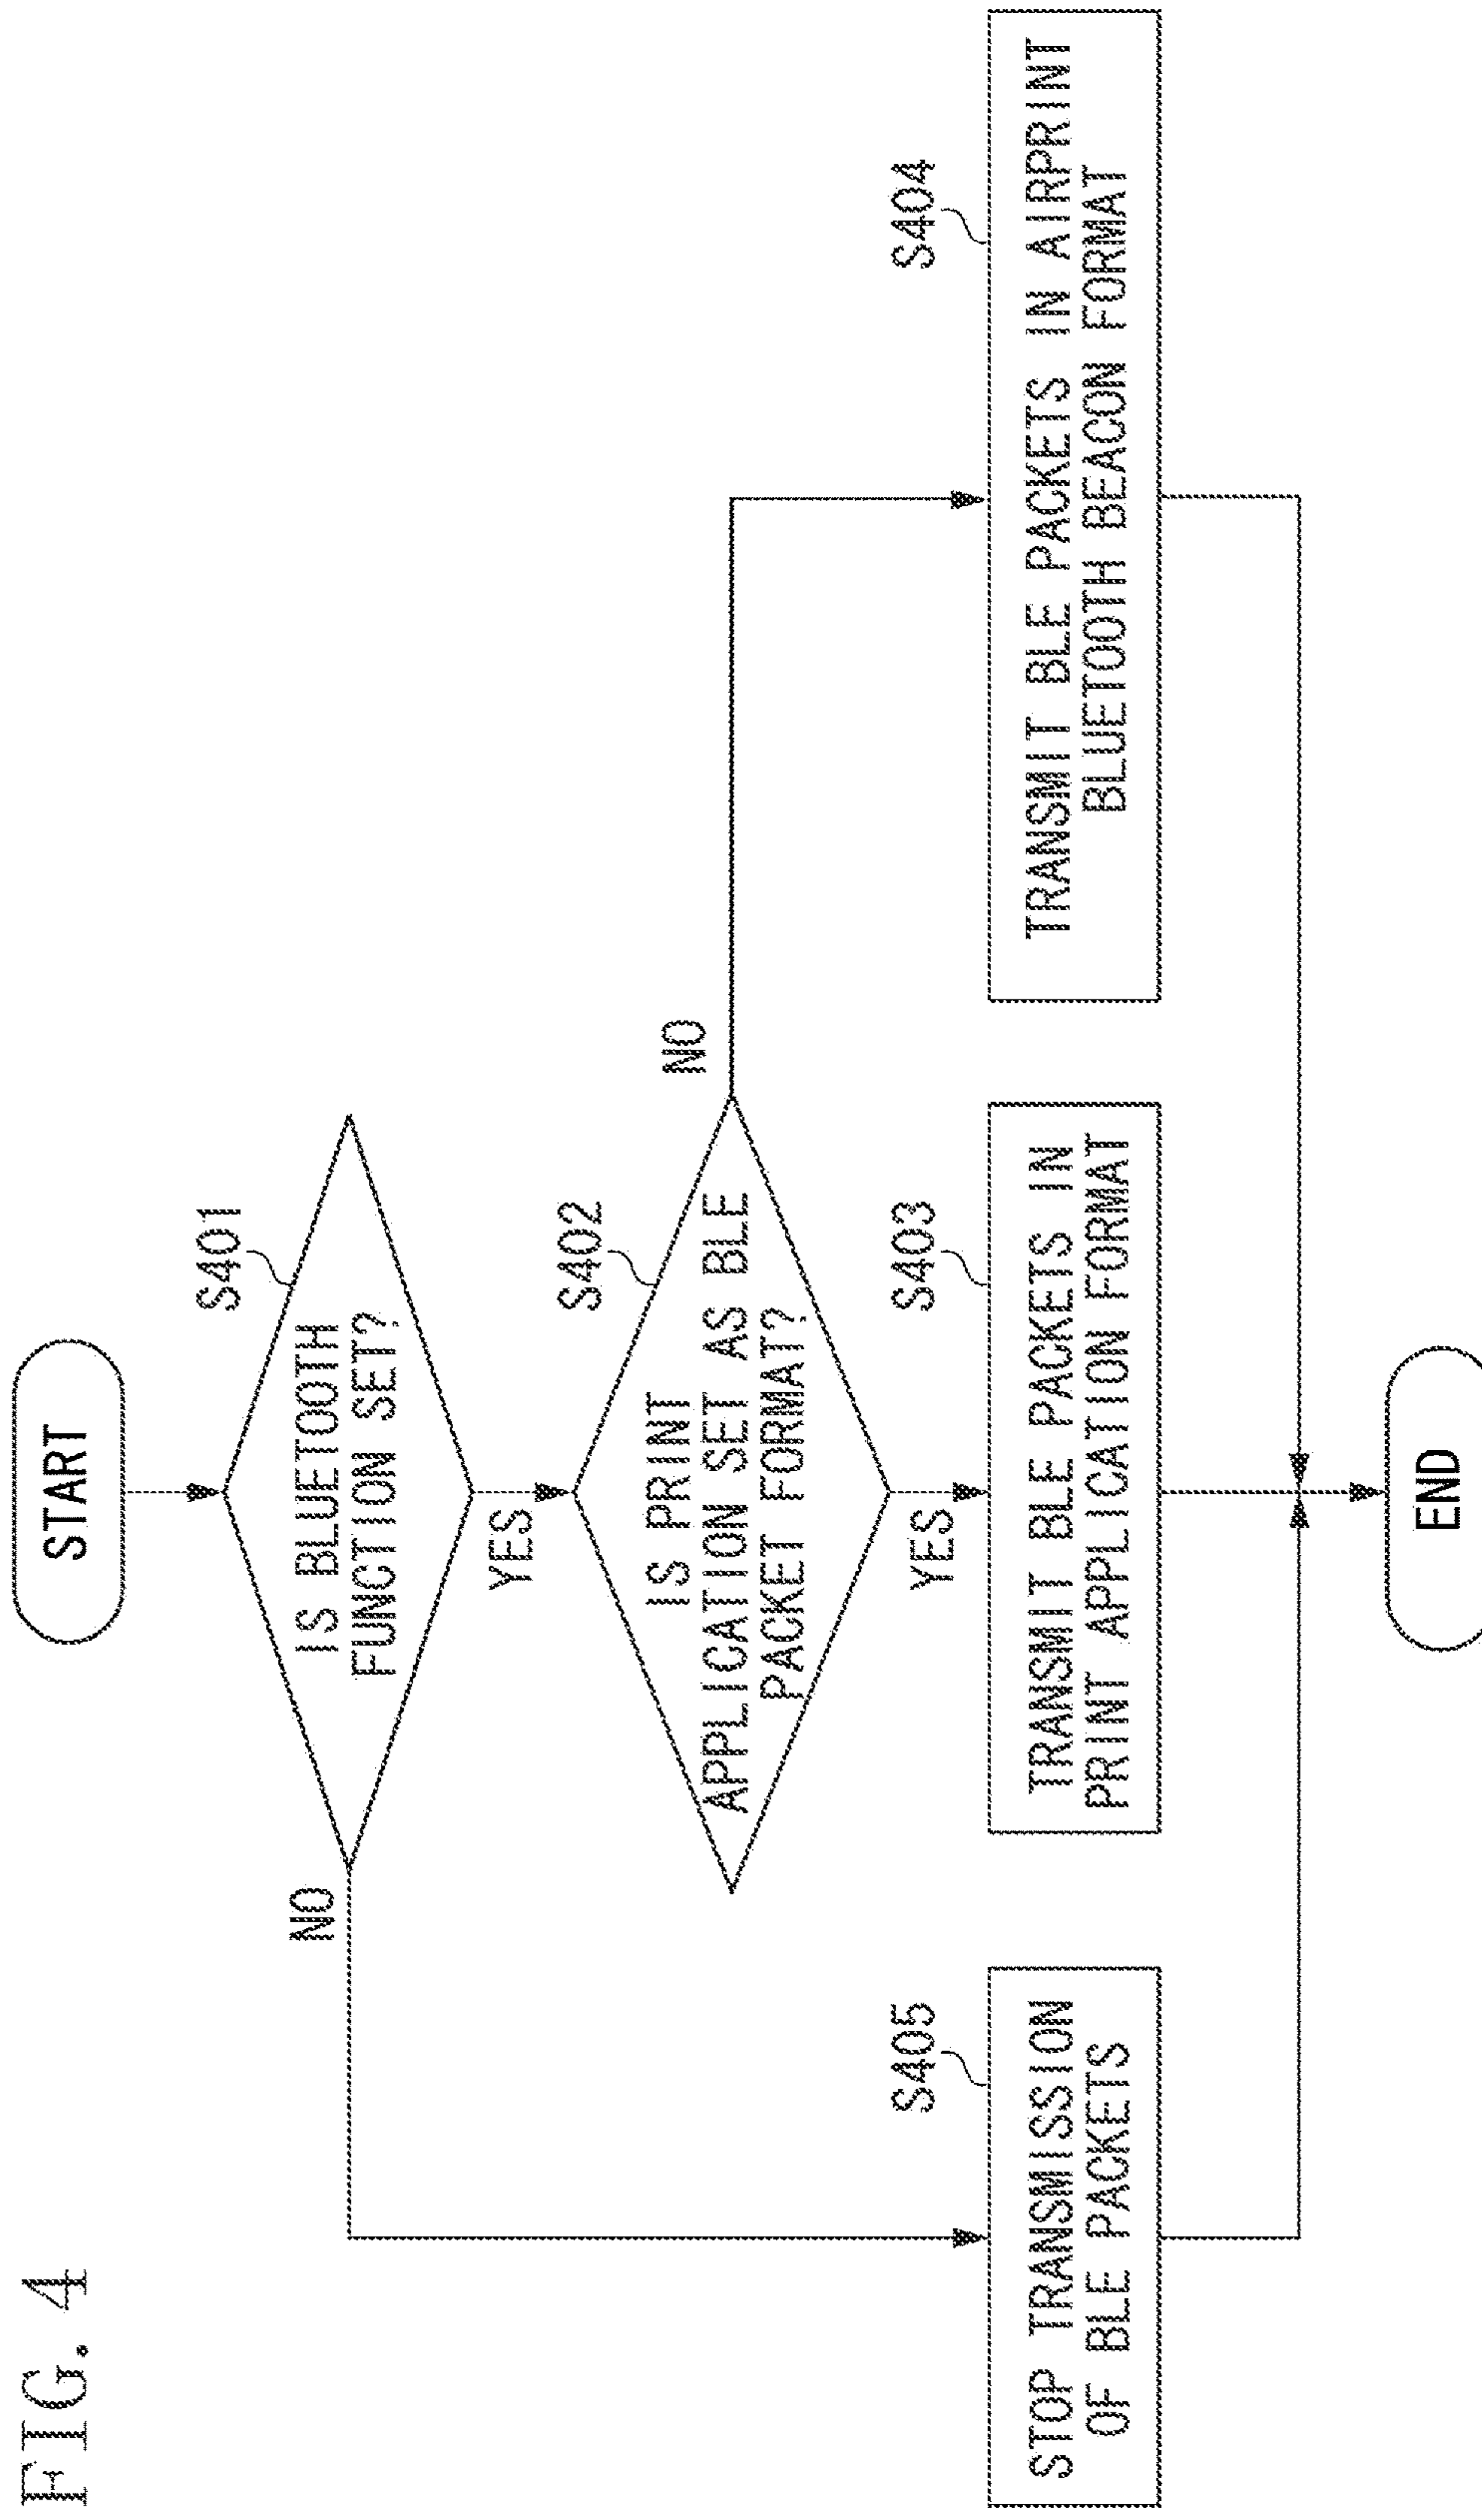 FIG. 4
START
S401
IS BLUETOOTH
FUNCTION SET?
NO
YES
S402
IS PRINT
APPLICATION SET AS BLE
PACKET FORMAT?
NO
YES
S405
STOP TRANSMISSION
OF BLE PACKETS
S403
TRANSMIT BLE PACKETS IN
PRINT APPLICATION FORMAT
S404
TRANSMIT BLE PACKETS IN AIRPRINT
BLUETOOTH BEACON FORMAT
END